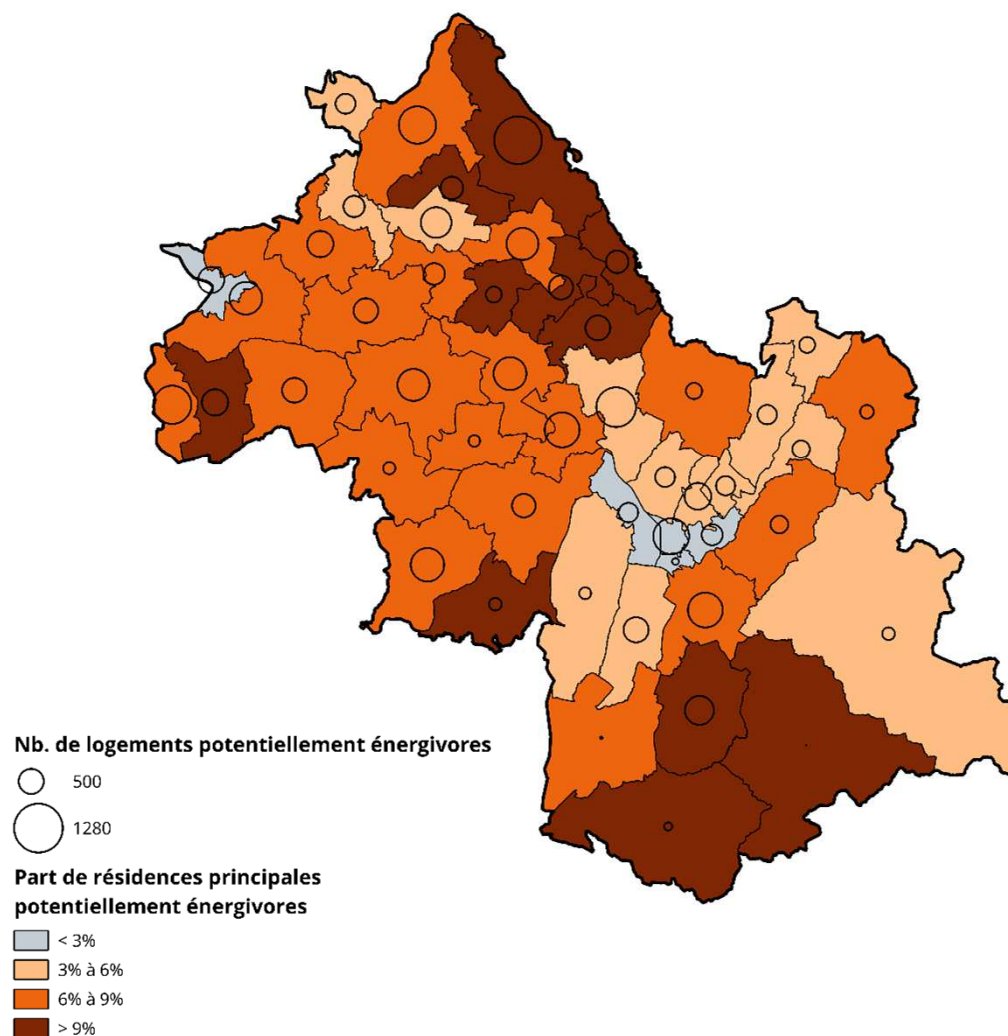 Nb. de logements potentiellement énergivores
500
1280
Part de résidences principales
potentiellement énergivores
< 3%
3% à 6%
6% à 9%
> 9%